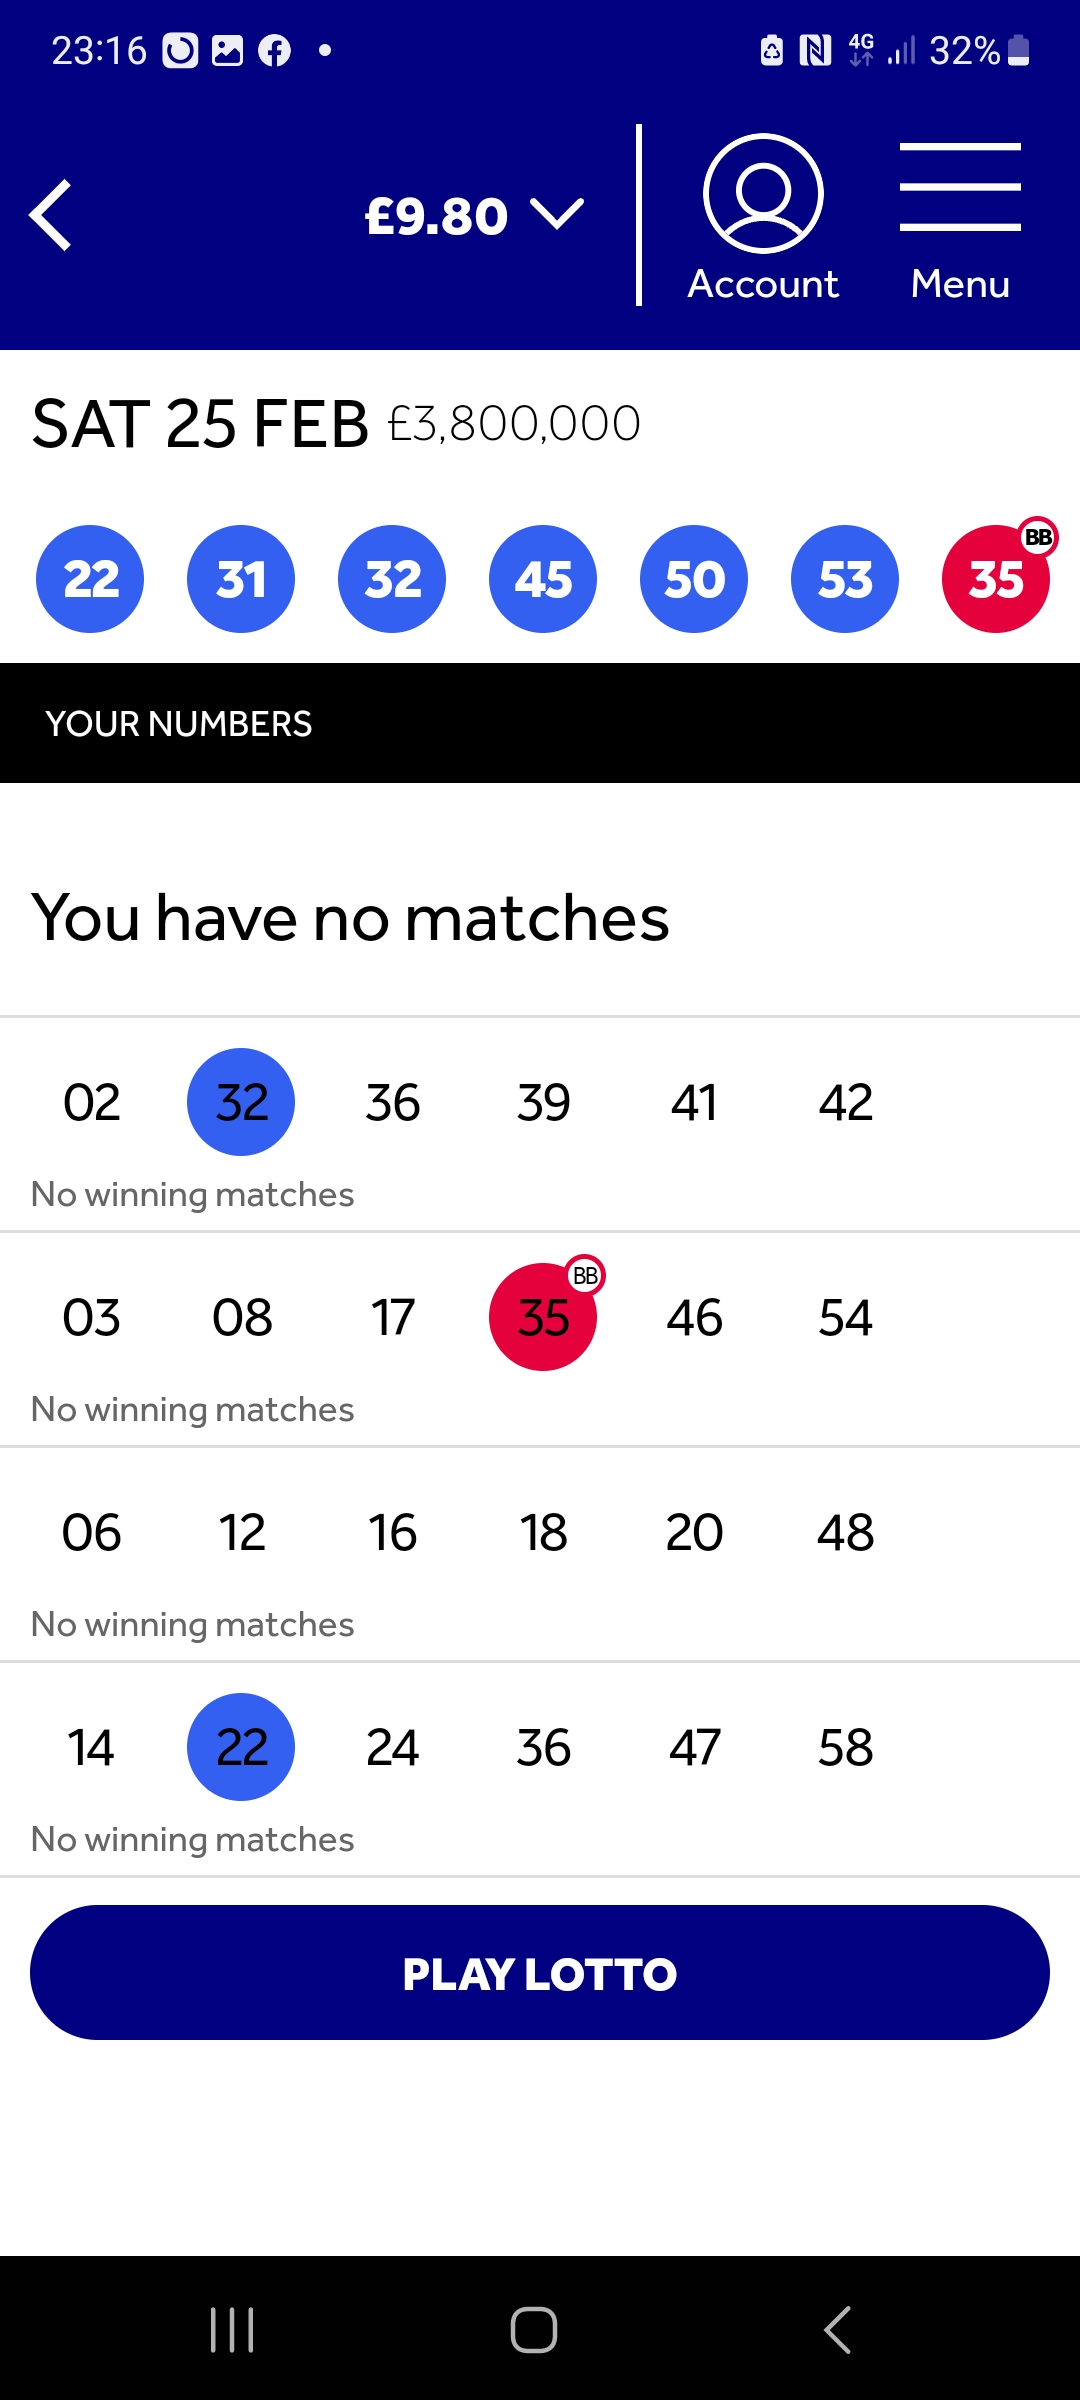 23:16 4G 32%
£9.80
Account Menu
SAT 25 FEB £3,800,000
22 31 32 45 50 53 35 BB
YOUR NUMBERS
You have no matches
02 32 36 39 41 42
No winning matches
03 08 17 35 BB 46 54
No winning matches
06 12 16 18 20 48
No winning matches
14 22 24 36 47 58
No winning matches
PLAY LOTTO